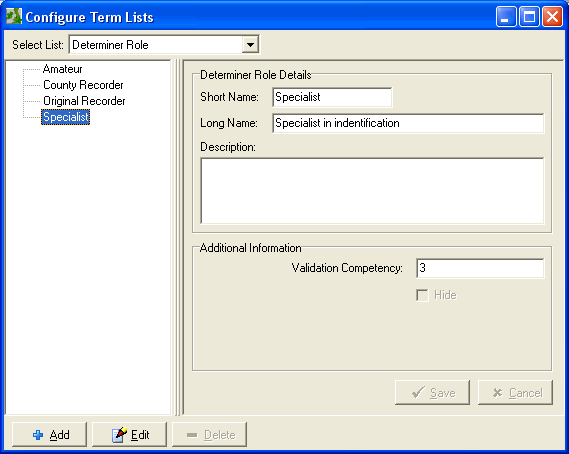 Configure Term Lists
Select List: Determiner Role
Amateur
County Recorder
Original Recorder
Specialist
Determiner Role Details
Short Name: Specialist
Long Name: Specialist in indentification
Description:
Additional Information
Validation Competency: 3
Hide
Save Cancel
Add Edit Delete